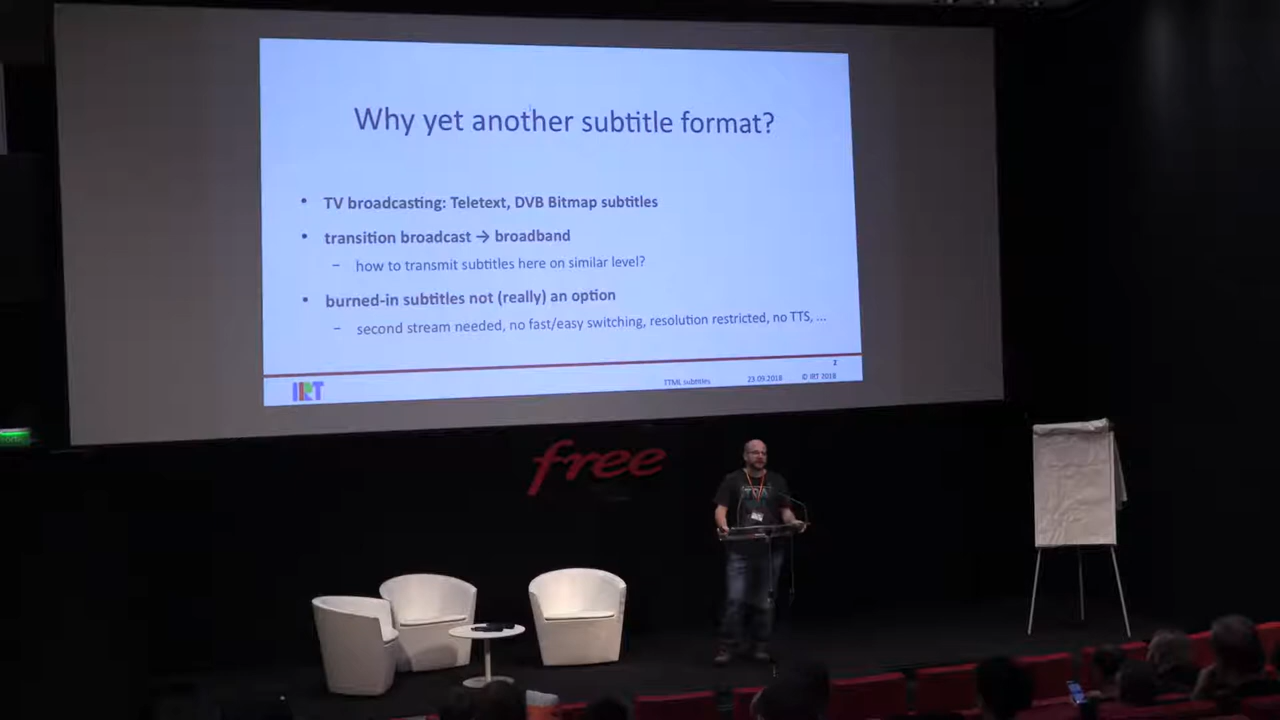 Why yet another subtitle format?
• TV broadcasting: Teletext, DVB Bitmap subtitles
• transition broadcast → broadband
– how to transmit subtitles here on similar level?
• burned-in subtitles not (really) an option
– second stream needed, no fast/easy switching, resolution restricted, no TTS, ...
2
IRT
TTML subtitles
23.09.2018
© IRT 2018
free